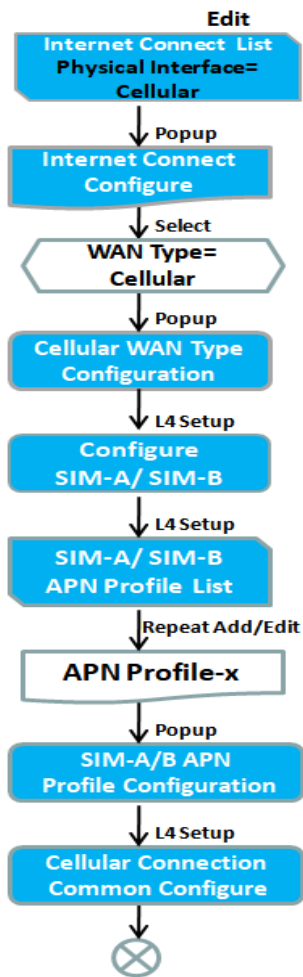 Edit
Internet Connect List
Physical Interface=
Cellular
Popup
Internet Connect
Configure
Select
WAN Type=
Cellular
Popup
Cellular WAN Type
Configuration
L4 Setup
Configure
SIM-A/ SIM-B
L4 Setup
SIM-A/ SIM-B
APN Profile List
Repeat Add/Edit
APN Profile-x
Popup
SIM-A/B APN
Profile Configuration
L4 Setup
Cellular Connection
Common Configure